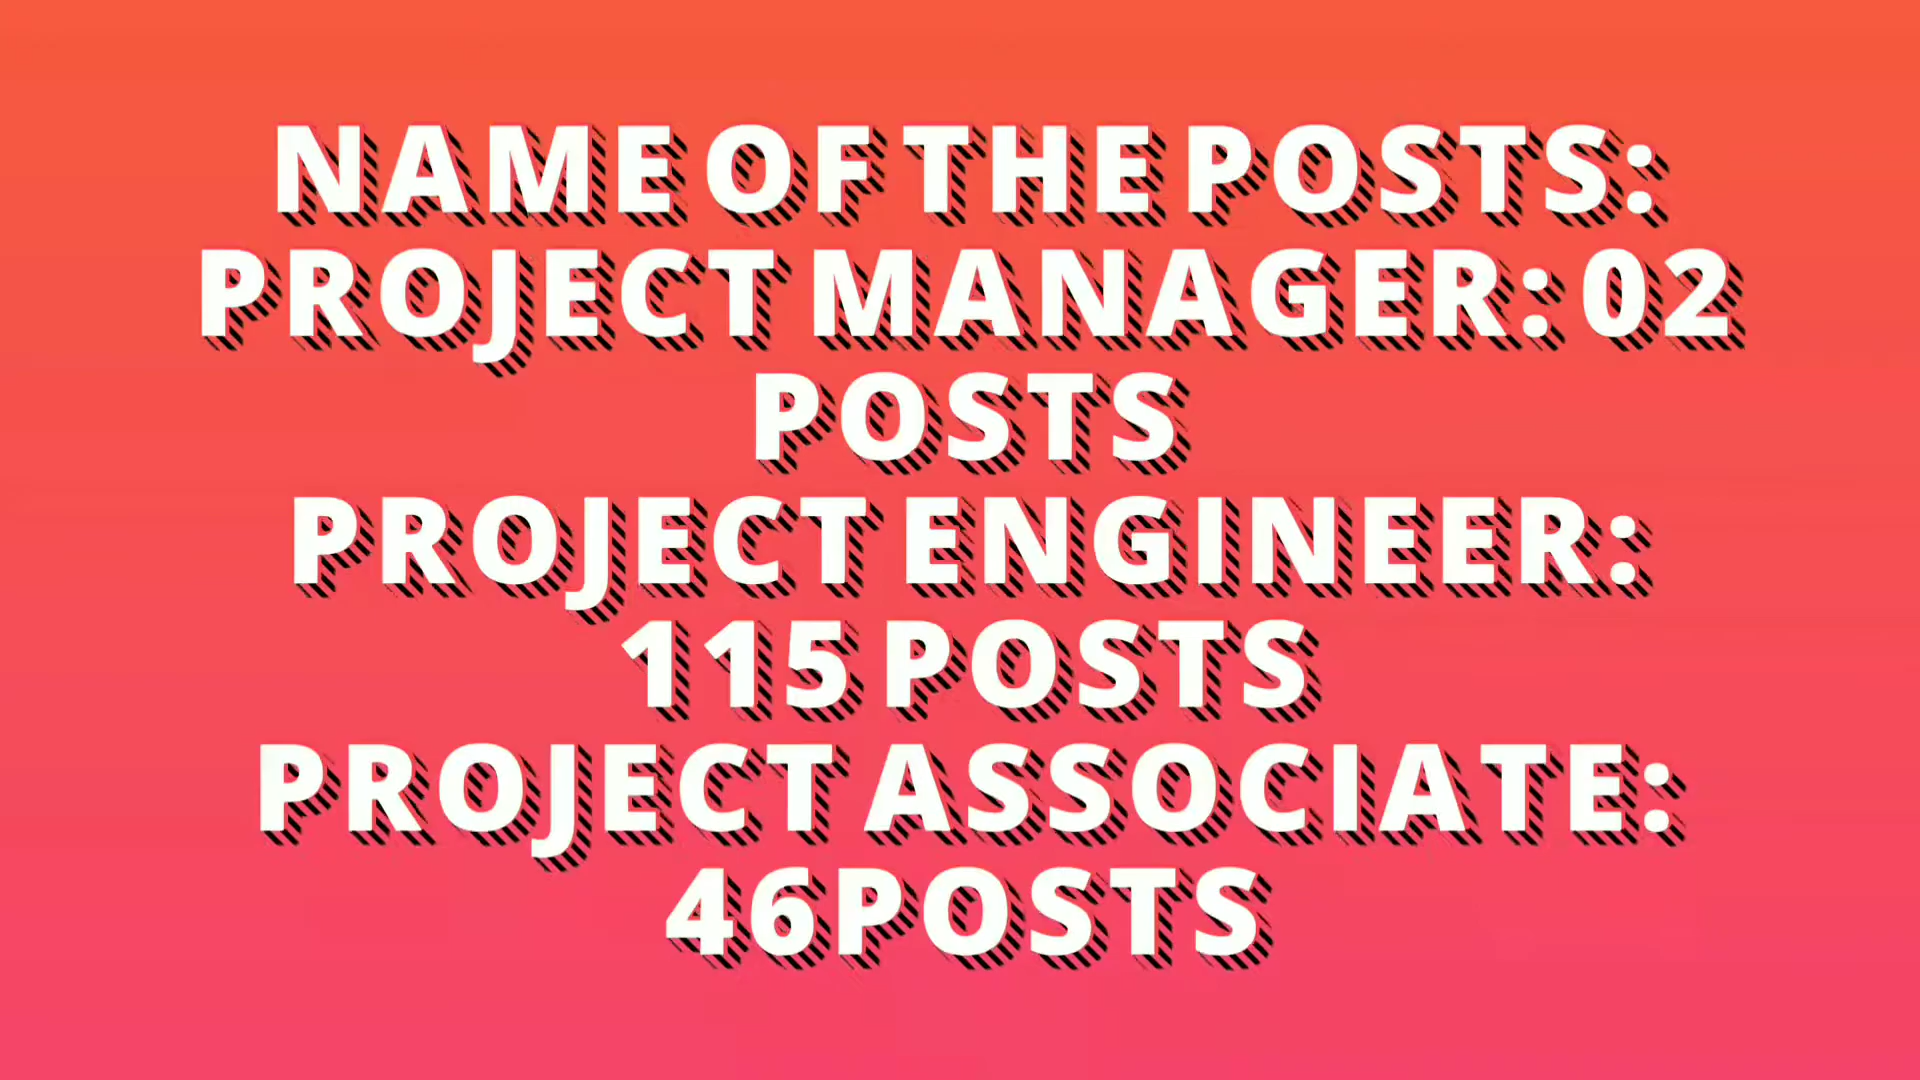 NAME OF THE POSTS:
PROJECT MANAGER: 02
POSTS
PROJECT ENGINEER:
115 POSTS
PROJECT ASSOCIATE:
46POSTS